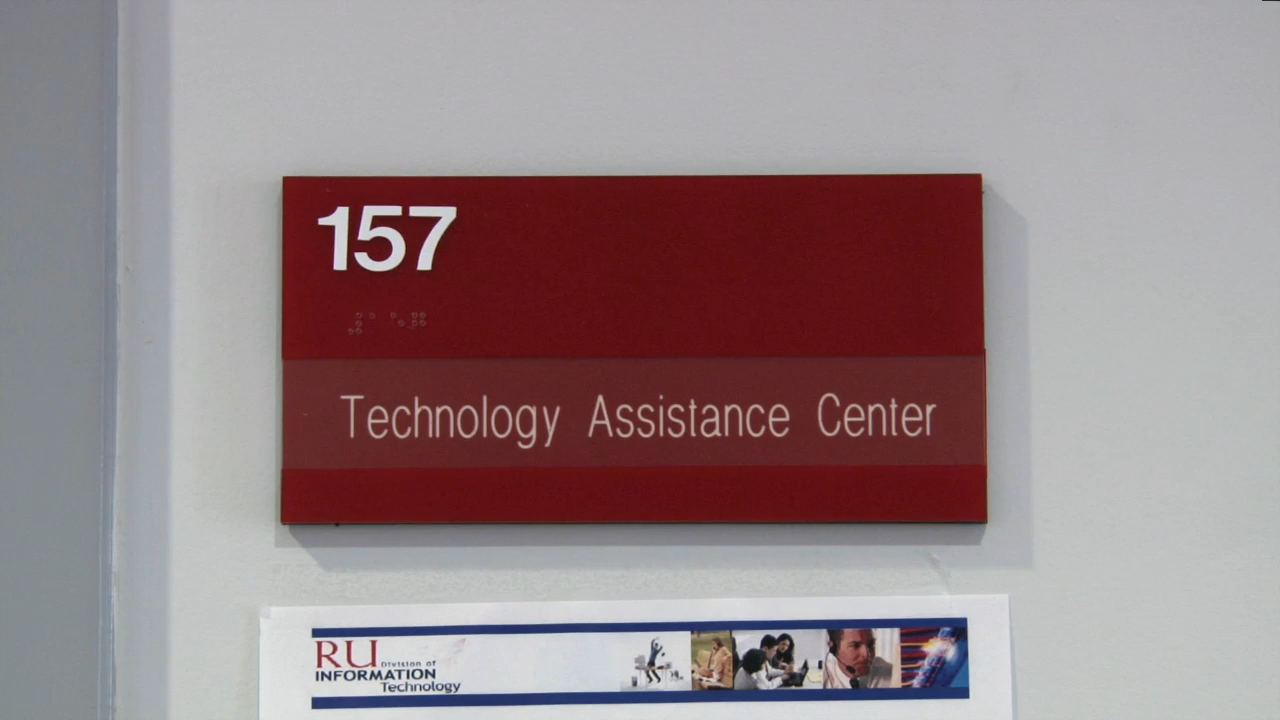 157
Technology Assistance Center
RU Division of
INFORMATION
Technology